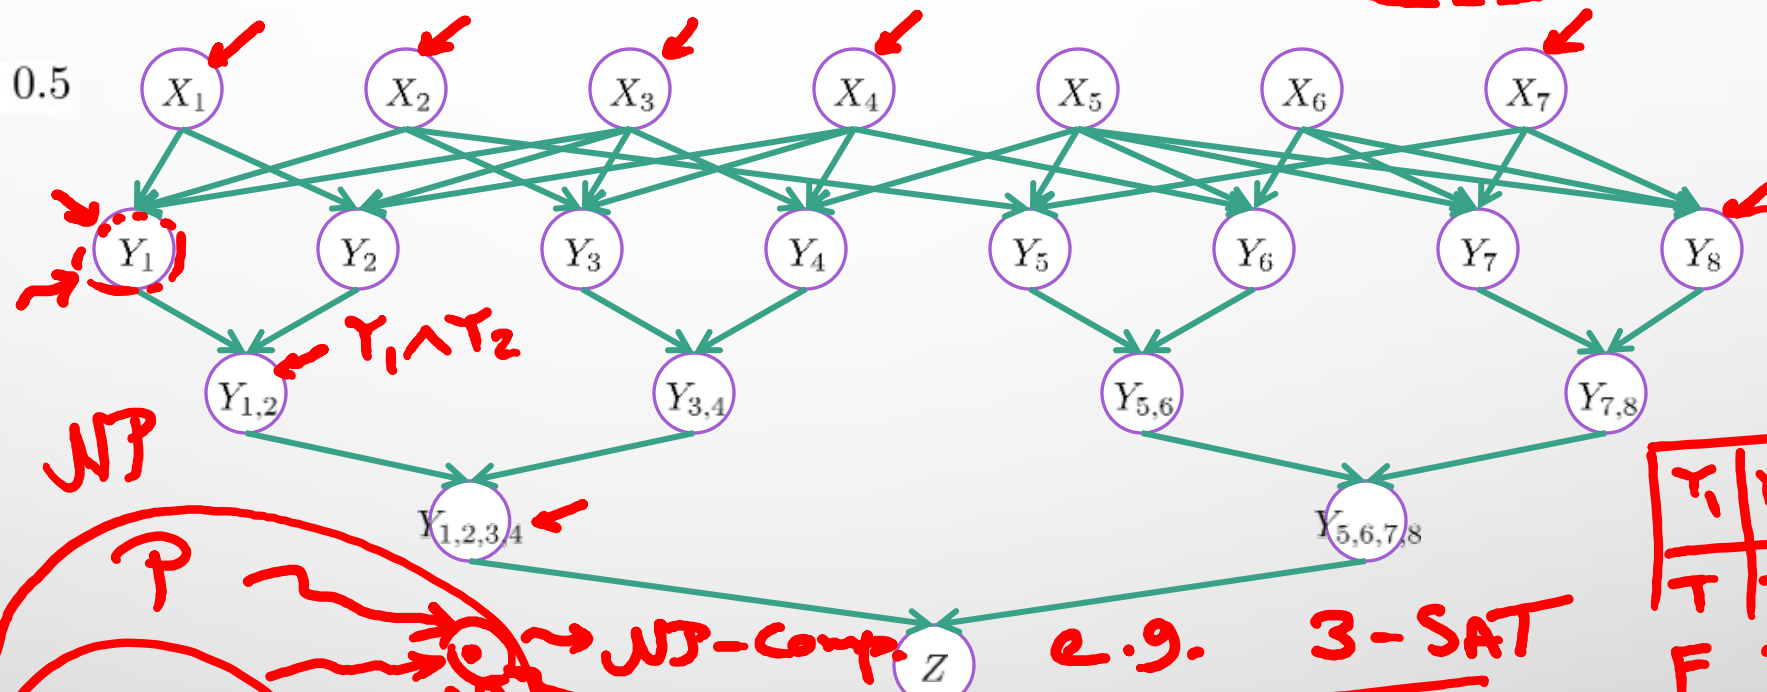 0.5 X₁ X₂ X₃ X₄ X₅ X₆ X₇
Y₁ Y₂ Y₃ Y₄ Y₅ Y₆ Y₇ Y₈
Y₁∧Y₂
Y₁,₂ Y₃,₄ Y₅,₆ Y₇,₈
NP
Y₁,₂,₃,₄ Y₅,₆,₇,₈ Y₁
P T
NP-Comp Z e.g. 3-SAT F